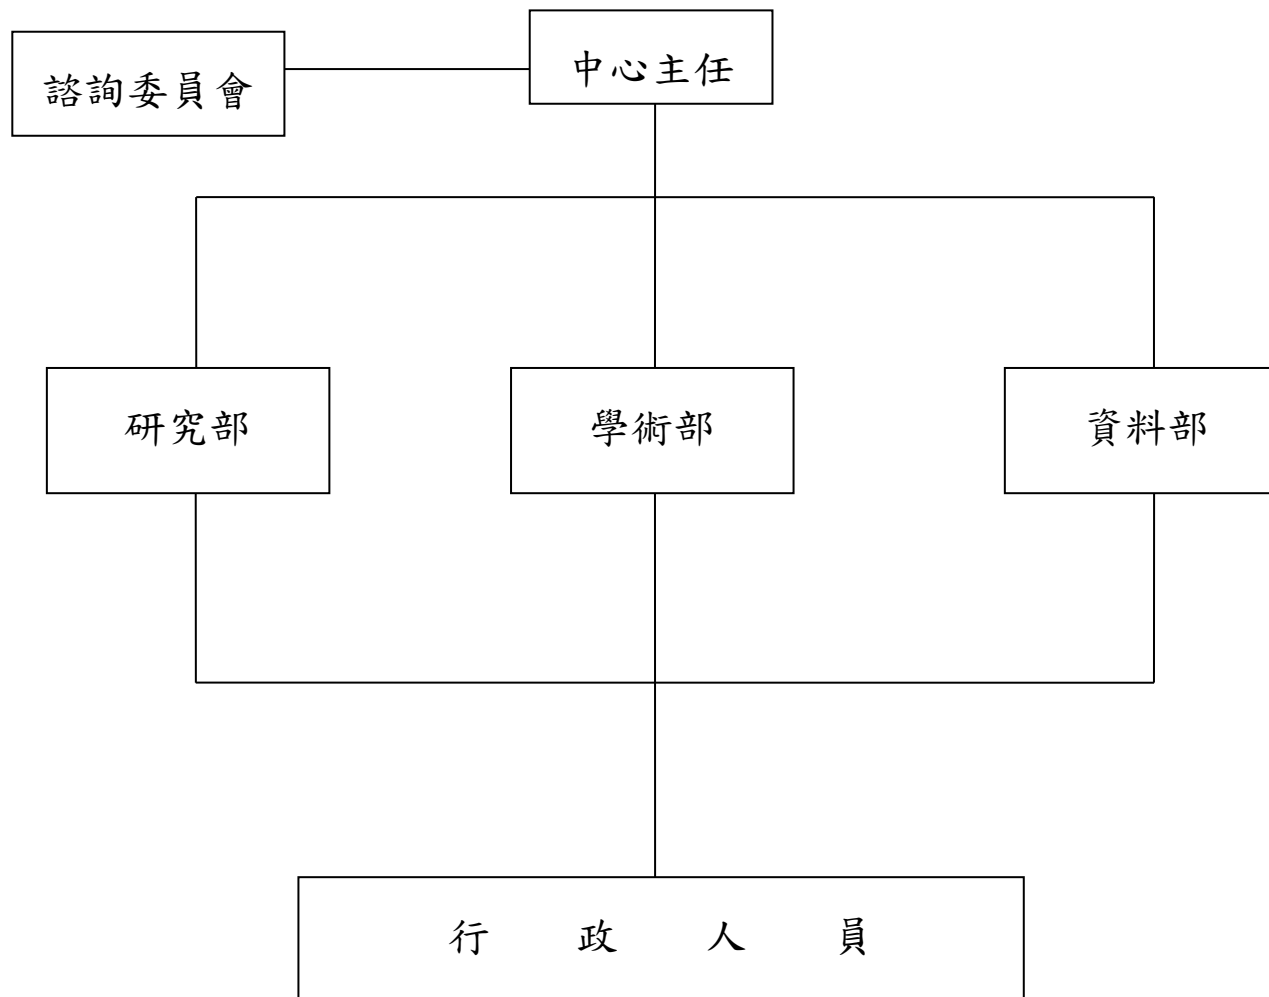 中心主任
諮詢委員會
研究部
學術部
資料部
行 政 人 員